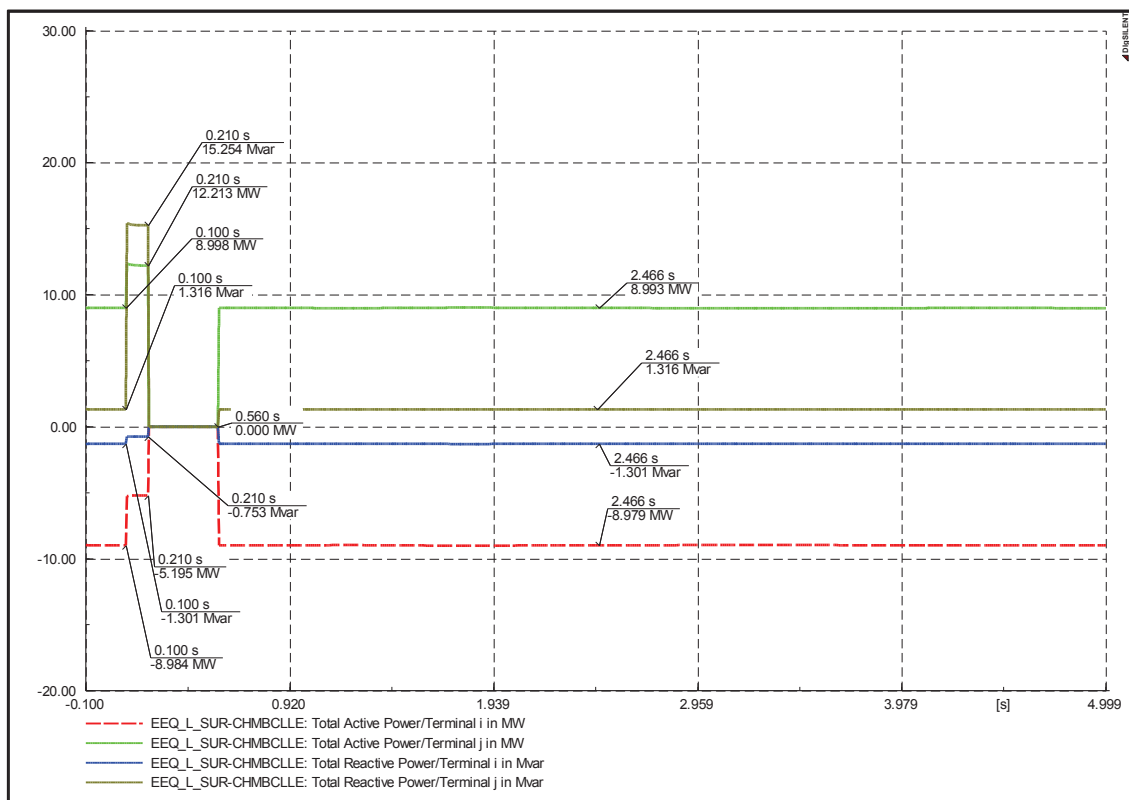 30.00
DIgSILENT
20.00
10.00
0.00
-10.00
-20.00
0.210 s
15.254 Mvar
0.210 s
12.213 MW
0.100 s
8.998 MW
0.100 s
1.316 Mvar
2.466 s
8.993 MW
2.466 s
1.316 Mvar
0.560 s
0.000 MW
2.466 s
-1.301 Mvar
0.210 s
-0.753 Mvar
2.466 s
-8.979 MW
0.210 s
-5.195 MW
0.100 s
-1.301 Mvar
0.100 s
-8.984 MW
-0.100 0.920 1.939 2.959 3.979 [s] 4.999
EEQ_L_SUR-CHMBCLLE: Total Active Power/Terminal i in MW
EEQ_L_SUR-CHMBCLLE: Total Active Power/Terminal j in MW
EEQ_L_SUR-CHMBCLLE: Total Reactive Power/Terminal i in Mvar
EEQ_L_SUR-CHMBCLLE: Total Reactive Power/Terminal j in Mvar